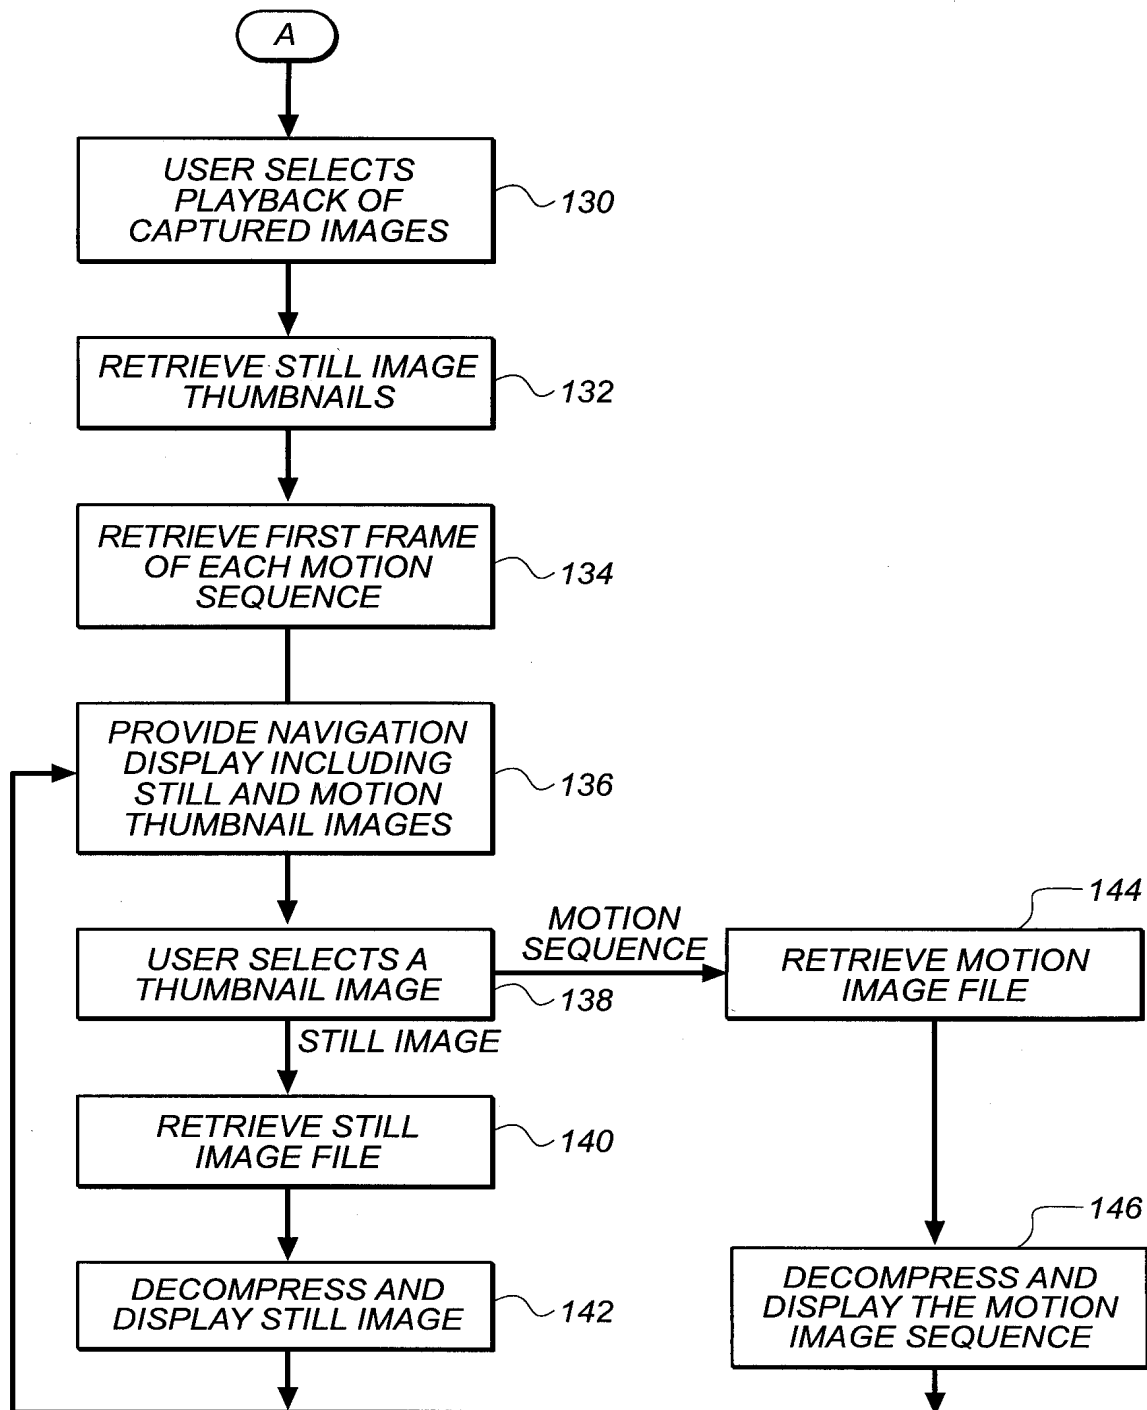 A
USER SELECTS
PLAYBACK OF
CAPTURED IMAGES
130
RETRIEVE STILL IMAGE
THUMBNAILS
132
RETRIEVE FIRST FRAME
OF EACH MOTION
SEQUENCE
134
PROVIDE NAVIGATION
DISPLAY INCLUDING
STILL AND MOTION
THUMBNAIL IMAGES
136
USER SELECTS A
THUMBNAIL IMAGE
138
MOTION
SEQUENCE
144
RETRIEVE MOTION
IMAGE FILE
STILL IMAGE
RETRIEVE STILL
IMAGE FILE
140
146
DECOMPRESS AND
DISPLAY STILL IMAGE
142
DECOMPRESS AND
DISPLAY THE MOTION
IMAGE SEQUENCE